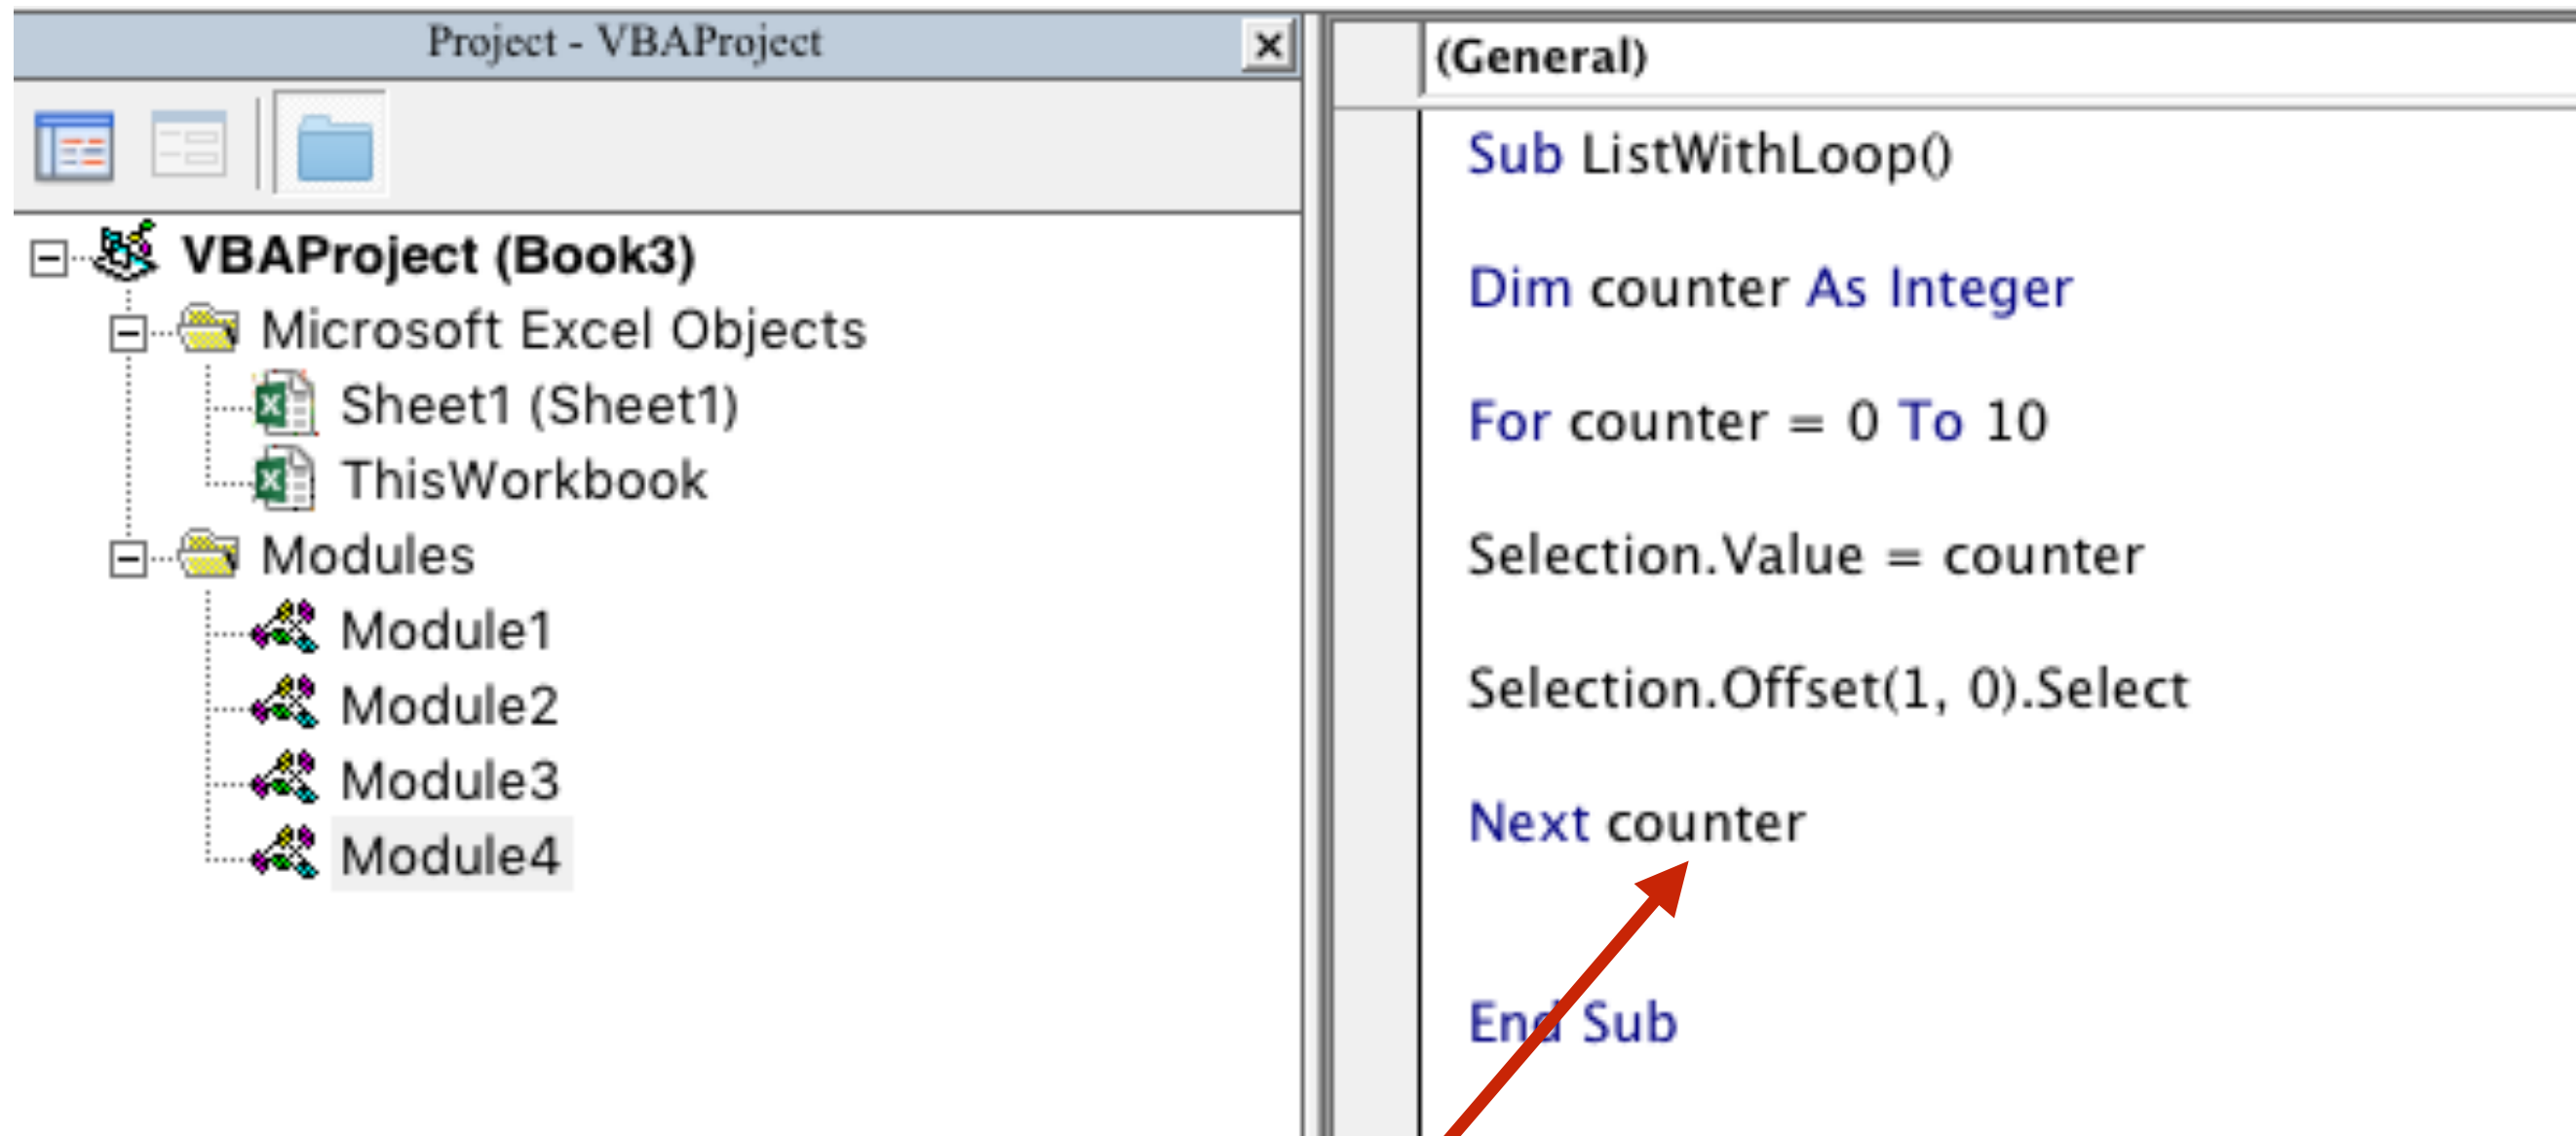 Project - VBAProject
VBAProject (Book3)
Microsoft Excel Objects
Sheet1 (Sheet1)
ThisWorkbook
Modules
Module1
Module2
Module3
Module4
(General)
Sub ListWithLoop()
Dim counter As Integer
For counter = 0 To 10
Selection.Value = counter
Selection.Offset(1, 0).Select
Next counter
End Sub